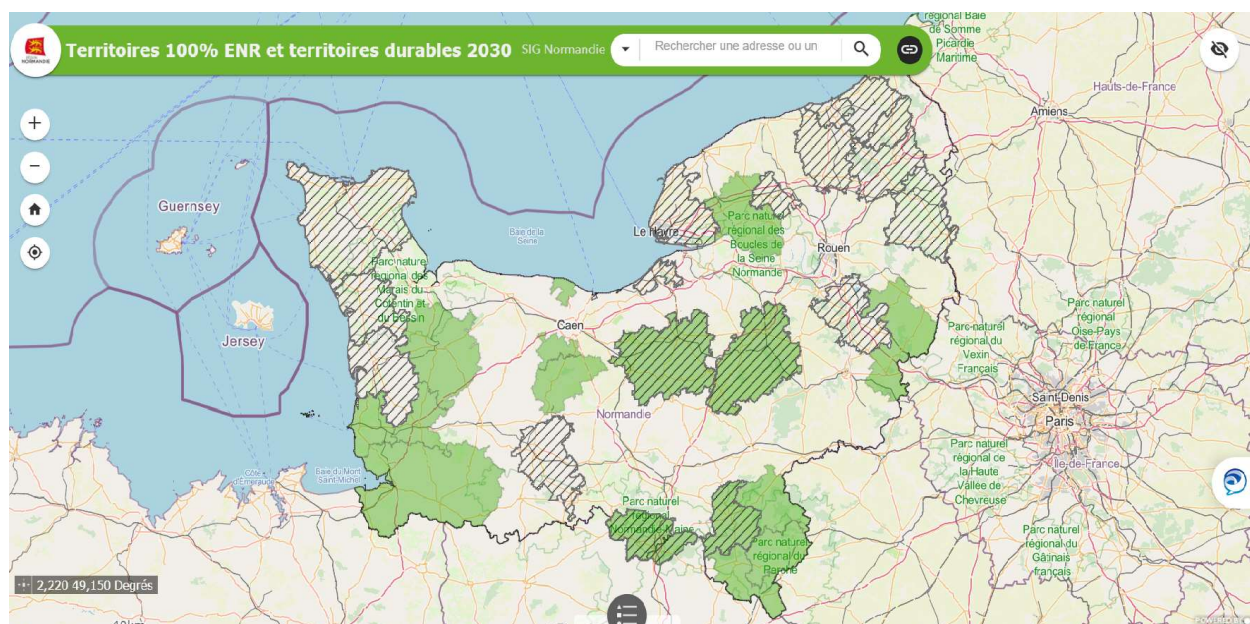 régional Baie
de Somme
Picardie
Maritime
NORMANDIE
Territoires 100% ENR et territoires durables 2030
SIG Normandie
Rechercher une adresse ou un
Hauts-de-France
Amiens
Guernsey
Baie de la
Seine
Le Havre
Parc naturel
régional des
Boucles de
la Seine
Normande
Rouen
Parc naturel
régional des
Marais du
Cotentin et
du Bessin
Jersey
Caen
Parc naturel
régional
Oise-Pays
de France
Parc naturel
régional du
Vexin
Français
Saint-Denis
Paris
Normandie
Île-de-France
Parc naturel
régional de
la Haute
Vallée de
Chevreuse
Baie du Mont
Saint-Michel
Côte
d'Émeraude
Parc naturel
régional
Normandie-Maine
Parc naturel
régional du
Perche
Parc naturel
régional du
Gâtinais
français
2,220 49,150 Degrés